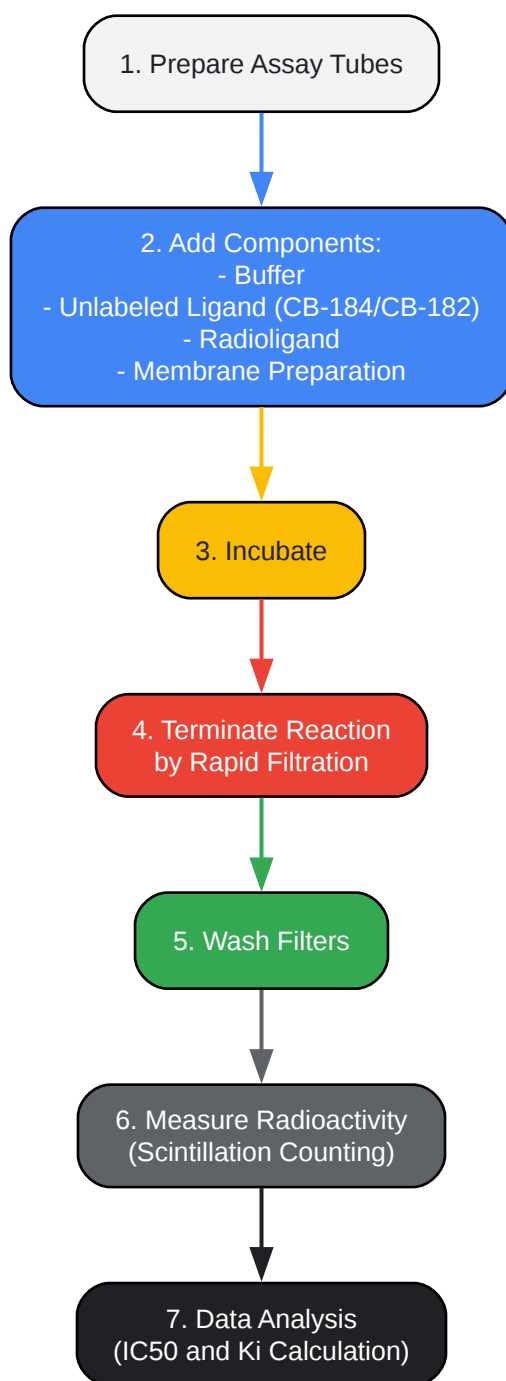 1. Prepare Assay Tubes
2. Add Components:
- Buffer
- Unlabeled Ligand (CB-184/CB-182)
- Radioligand
- Membrane Preparation
3. Incubate
4. Terminate Reaction
by Rapid Filtration
5. Wash Filters
6. Measure Radioactivity
(Scintillation Counting)
7. Data Analysis
(IC50 and Ki Calculation)